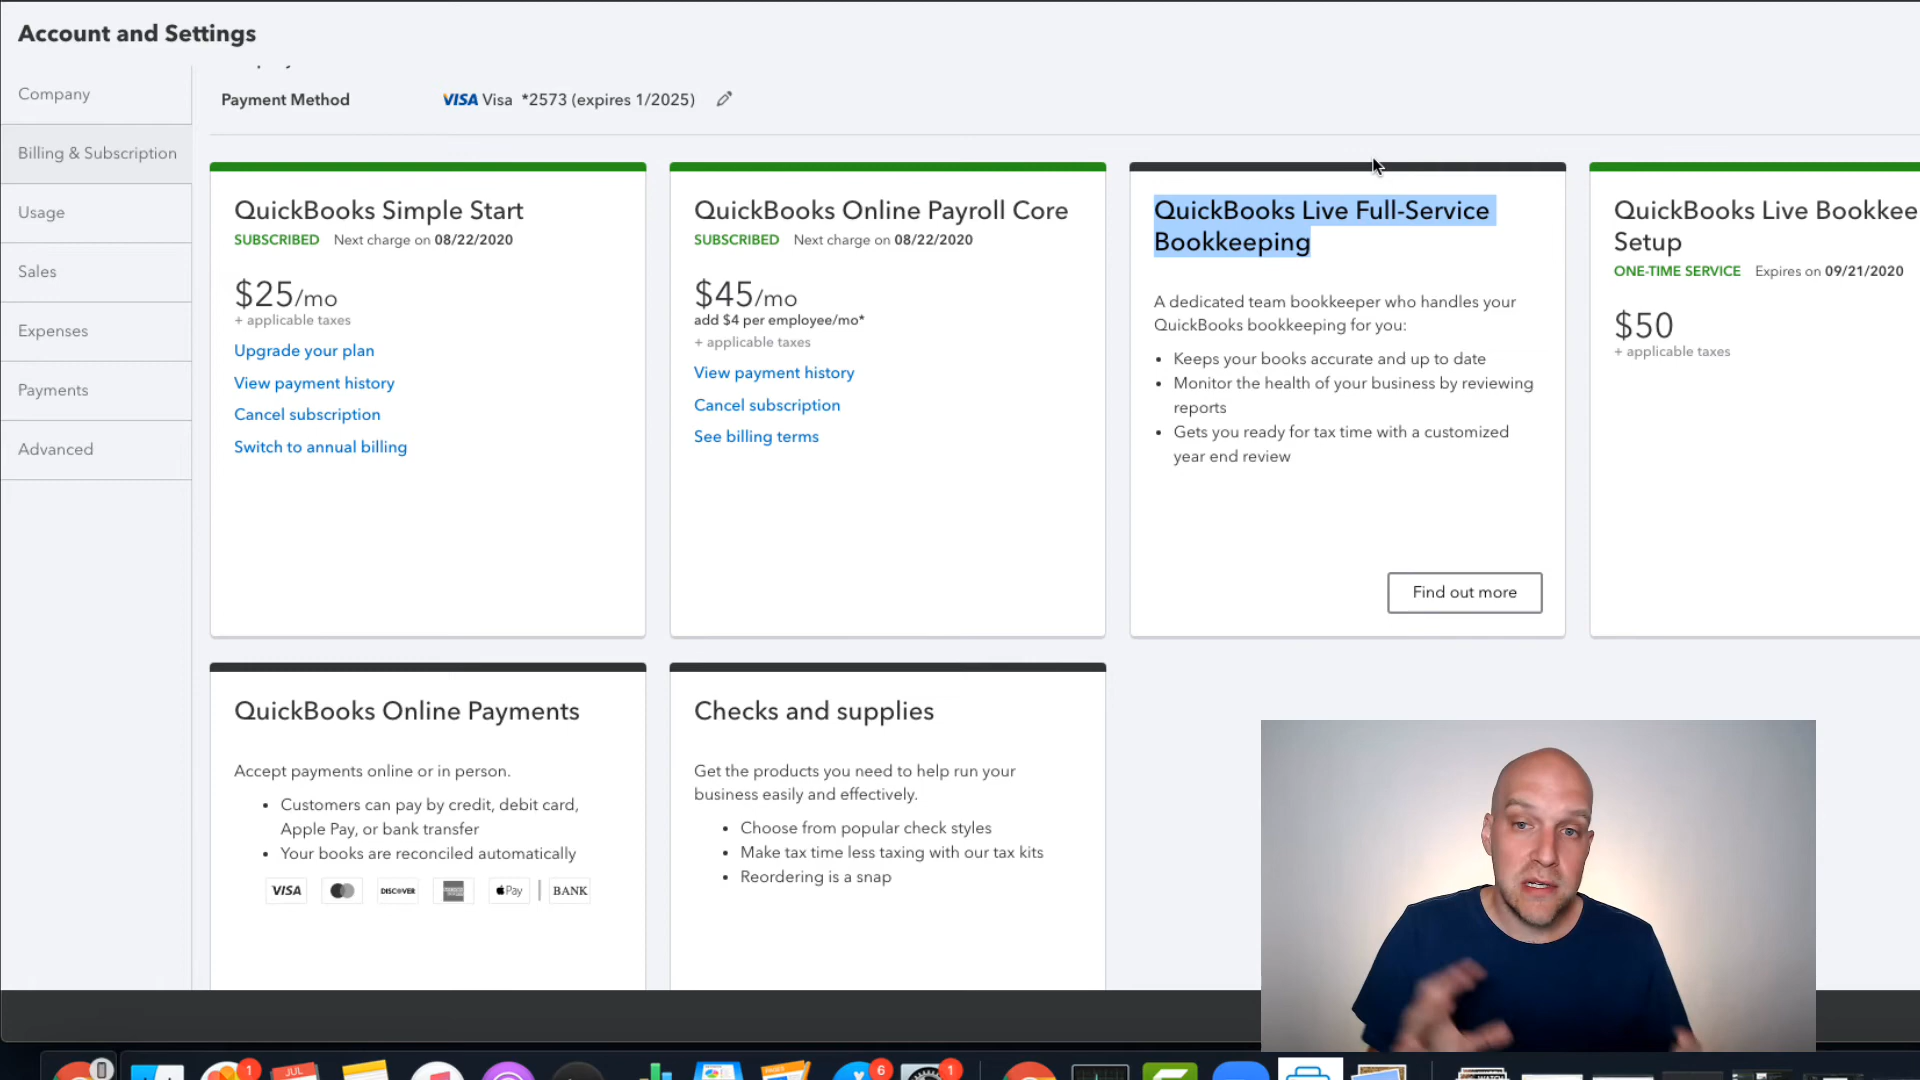 Account and Settings
Company
Billing & Subscription
Usage
Sales
Expenses
Payments
Advanced
Payment Method
VISA Visa *2573 (expires 1/2025)
QuickBooks Simple Start
SUBSCRIBED Next charge on 08/22/2020
$25/mo
+ applicable taxes
Upgrade your plan
View payment history
Cancel subscription
Switch to annual billing
QuickBooks Online Payroll Core
SUBSCRIBED Next charge on 08/22/2020
$45/mo
add $4 per employee/mo*
+ applicable taxes
View payment history
Cancel subscription
See billing terms
QuickBooks Live Full-Service
Bookkeeping
A dedicated team bookkeeper who handles your
QuickBooks bookkeeping for you:
• Keeps your books accurate and up to date
• Monitor the health of your business by reviewing
reports
• Gets you ready for tax time with a customized
year end review
Find out more
QuickBooks Live Bookkee
Setup
ONE-TIME SERVICE Expires on 09/21/2020
$50
+ applicable taxes
QuickBooks Online Payments
Accept payments online or in person.
• Customers can pay by credit, debit card,
Apple Pay, or bank transfer
• Your books are reconciled automatically
VISA DISCOVER Pay BANK
Checks and supplies
Get the products you need to help run your
business easily and effectively.
• Choose from popular check styles
• Make tax time less taxing with our tax kits
• Reordering is a snap
1
JUL
6
1